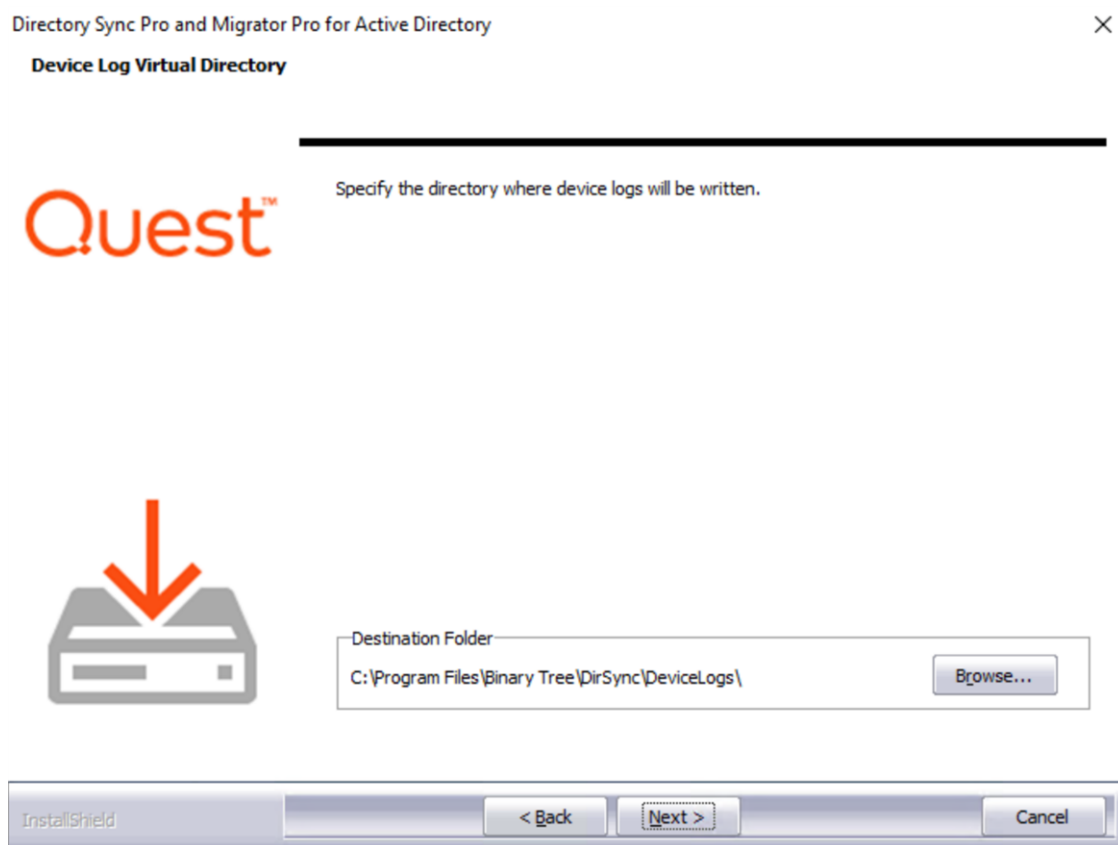 Directory Sync Pro and Migrator Pro for Active Directory
Device Log Virtual Directory
Quest™
Specify the directory where device logs will be written.
Destination Folder
C:\Program Files\Binary Tree\DirSync\DeviceLogs\
Browse...
InstallShield
< Back
Next >
Cancel